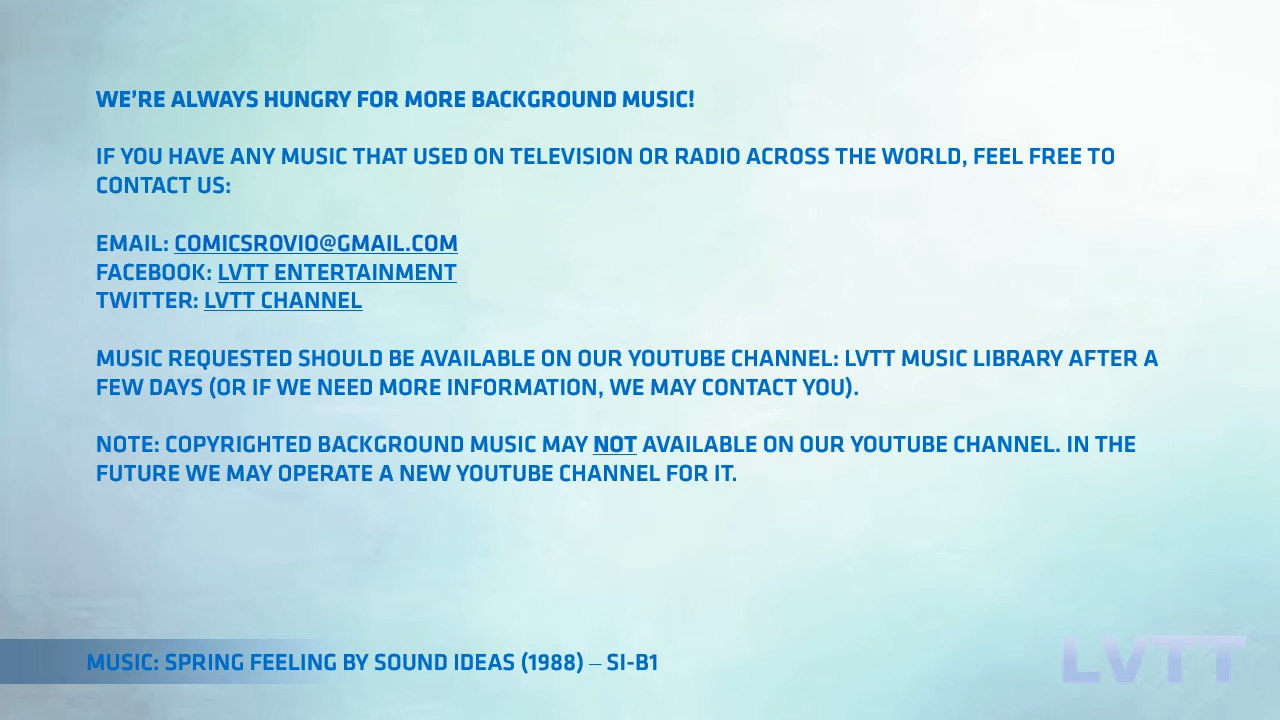 WE’RE ALWAYS HUNGRY FOR MORE BACKGROUND MUSIC!
IF YOU HAVE ANY MUSIC THAT USED ON TELEVISION OR RADIO ACROSS THE WORLD, FEEL FREE TO
CONTACT US:
EMAIL: COMICSROVIO@GMAIL.COM
FACEBOOK: LVTT ENTERTAINMENT
TWITTER: LVTT CHANNEL
MUSIC REQUESTED SHOULD BE AVAILABLE ON OUR YOUTUBE CHANNEL: LVTT MUSIC LIBRARY AFTER A
FEW DAYS (OR IF WE NEED MORE INFORMATION, WE MAY CONTACT YOU).
NOTE: COPYRIGHTED BACKGROUND MUSIC MAY NOT AVAILABLE ON OUR YOUTUBE CHANNEL. IN THE
FUTURE WE MAY OPERATE A NEW YOUTUBE CHANNEL FOR IT.
MUSIC: SPRING FEELING BY SOUND IDEAS (1988) – SI-B1
LVTT